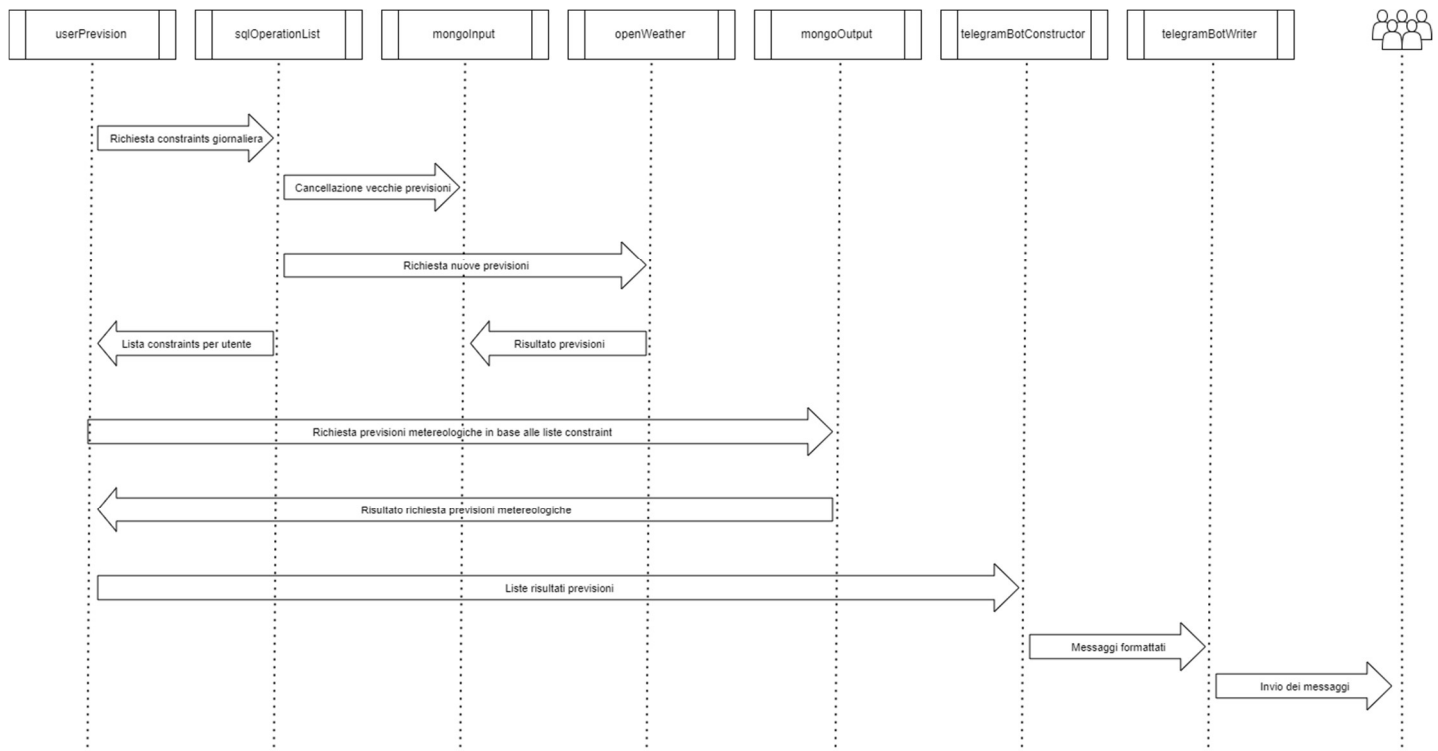 userPrevision
sqlOperationList
mongoInput
openWeather
mongoOutput
telegramBotConstructor
telegramBotWriter
Richiesta constraints giornaliera
Cancellazione vecchie previsioni
Richiesta nuove previsioni
Lista constraints per utente
Risultato previsioni
Richiesta previsioni metereologiche in base alle liste constraint
Risultato richiesta previsioni metereologiche
Liste risultati previsioni
Messaggi formattati
Invio dei messaggi